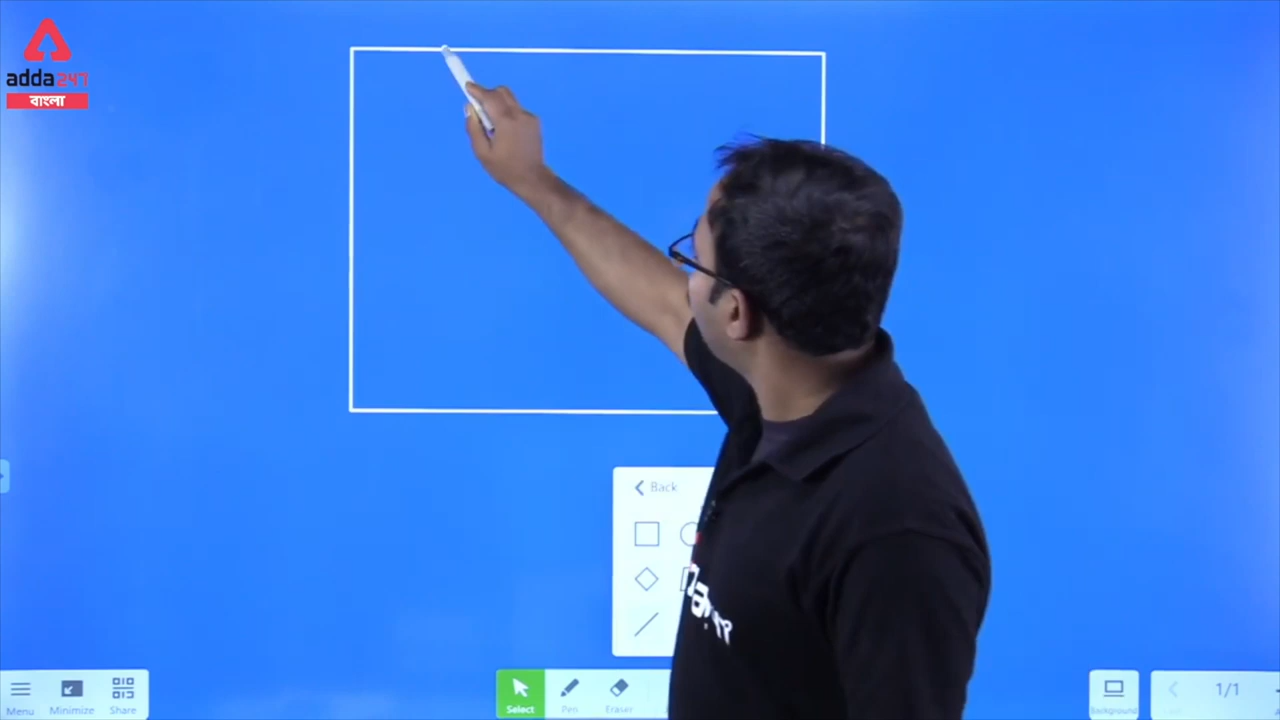 adda247
বাংলা
Back
Menu
Minimize
Share
Select
Pen
Eraser
Background
1/1